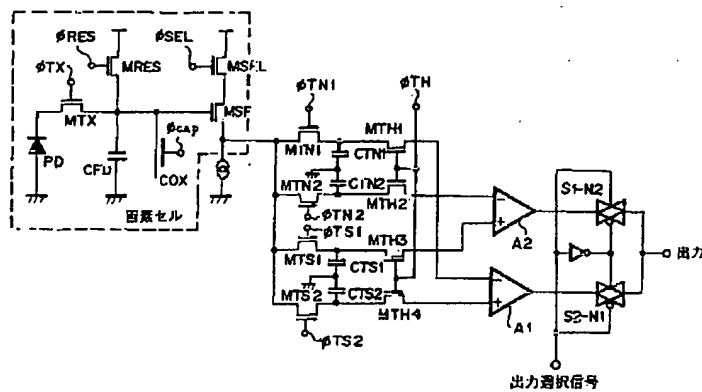 φRES
φSEL
φTX
MRES
MSEL
φTN1
φTH
MTX
MSF
MTN1
MTH1
φcap
CTN1
PD
CFD
COX
CTN2
MTN2
MTH2
画素セル
φTN2
φTS1
MTH3
S1-N2
A2
出力
MTS1
CTS1
MTS2
CTS2
MTH4
S2-N1
A1
φTS2
出力選択信号